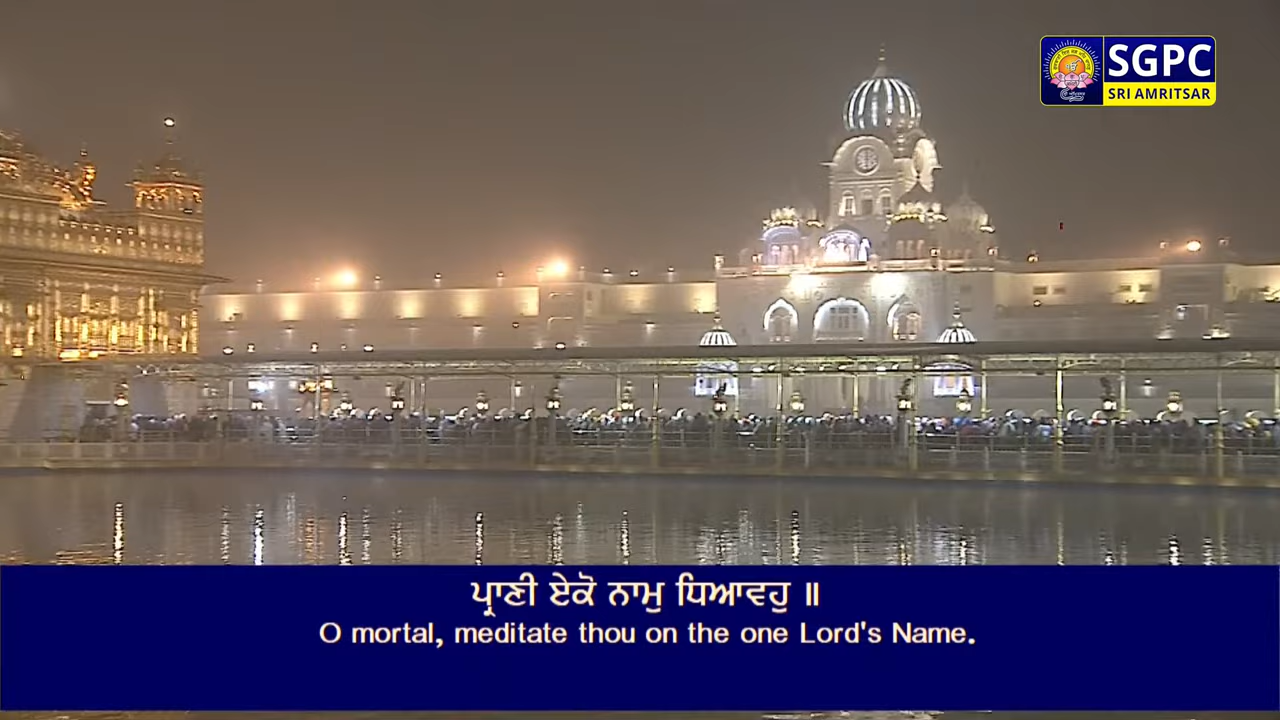 SGPC
SRI AMRITSAR
ਪ੍ਰਾਣੀ ਏਕੋ ਨਾਮੁ ਧਿਆਵਹੁ ॥
O mortal, meditate thou on the one Lord's Name.